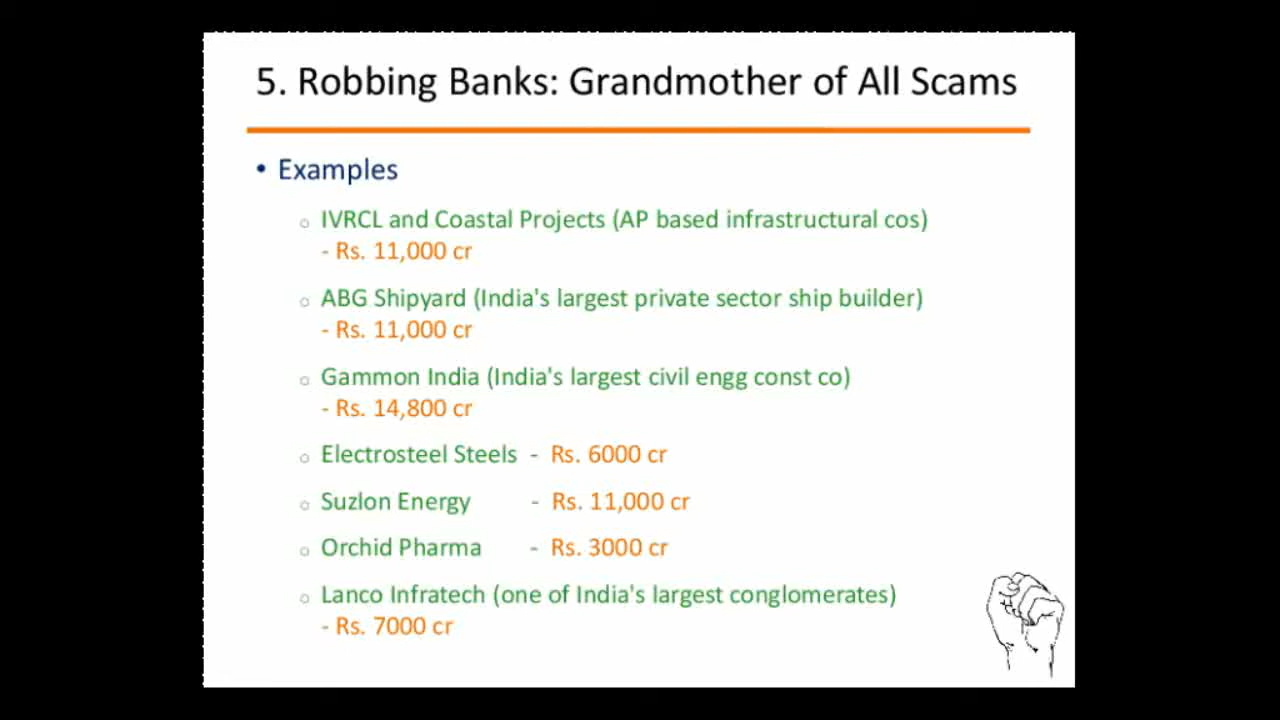 5. Robbing Banks: Grandmother of All Scams
• Examples
○ IVRCL and Coastal Projects (AP based infrastructural cos)
- Rs. 11,000 cr
○ ABG Shipyard (India's largest private sector ship builder)
- Rs. 11,000 cr
○ Gammon India (India's largest civil engg const co)
- Rs. 14,800 cr
○ Electrosteel Steels - Rs. 6000 cr
○ Suzlon Energy - Rs. 11,000 cr
○ Orchid Pharma - Rs. 3000 cr
○ Lanco Infratech (one of India's largest conglomerates)
- Rs. 7000 cr